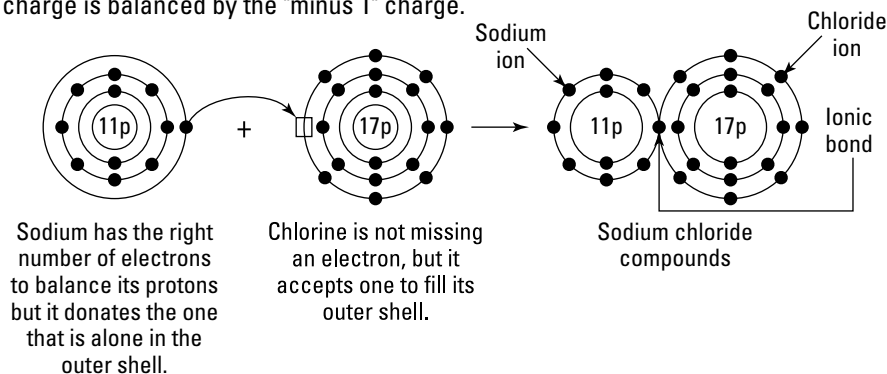 charge is balanced by the "minus 1" charge.
Sodium
ion
Chloride
ion
11p
+
17p
11p
17p
Ionic
bond
Sodium has the right
number of electrons
to balance its protons
but it donates the one
that is alone in the
outer shell.
Chlorine is not missing
an electron, but it
accepts one to fill its
outer shell.
Sodium chloride
compounds